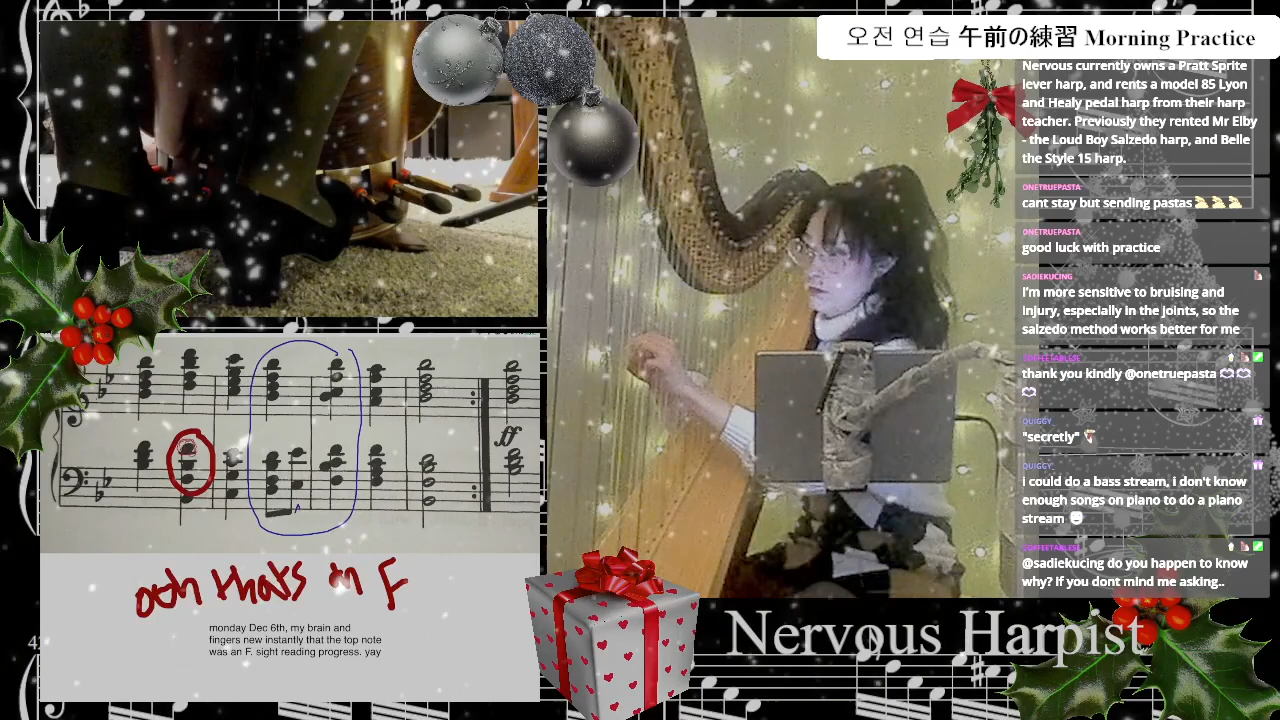 오전 연습 午前の練習 Morning Practice
Nervous currently owns a Pratt Sprite
lever harp, and rents a model 85 Lyon
and Healy pedal harp from their harp
teacher. Previously they rented Mr Elby
- the Loud Boy Salzedo harp, and Belle
the Style 15 harp.
ONETRUEPASTA
cant stay but sending pastas
ONETRUEPASTA
good luck with practice
SADIEKUCING
I'm more sensitive to bruising and
injury, especially in the joints, so the
salzedo method works better for me
COFFEETABLESE
thank you kindly @onetruepasta
QUIGGY
"secretly"
QUIGGY
i could do a bass stream, i don't know
enough songs on piano to do a piano
stream
COFFEETABLESE
@sadiekucing do you happen to know
why? If you dont mind me asking..
ff
ooh thats an F
monday Dec 6th, my brain and
fingers new instantly that the top note
was an F. sight reading progress. yay
Nervous Harpist